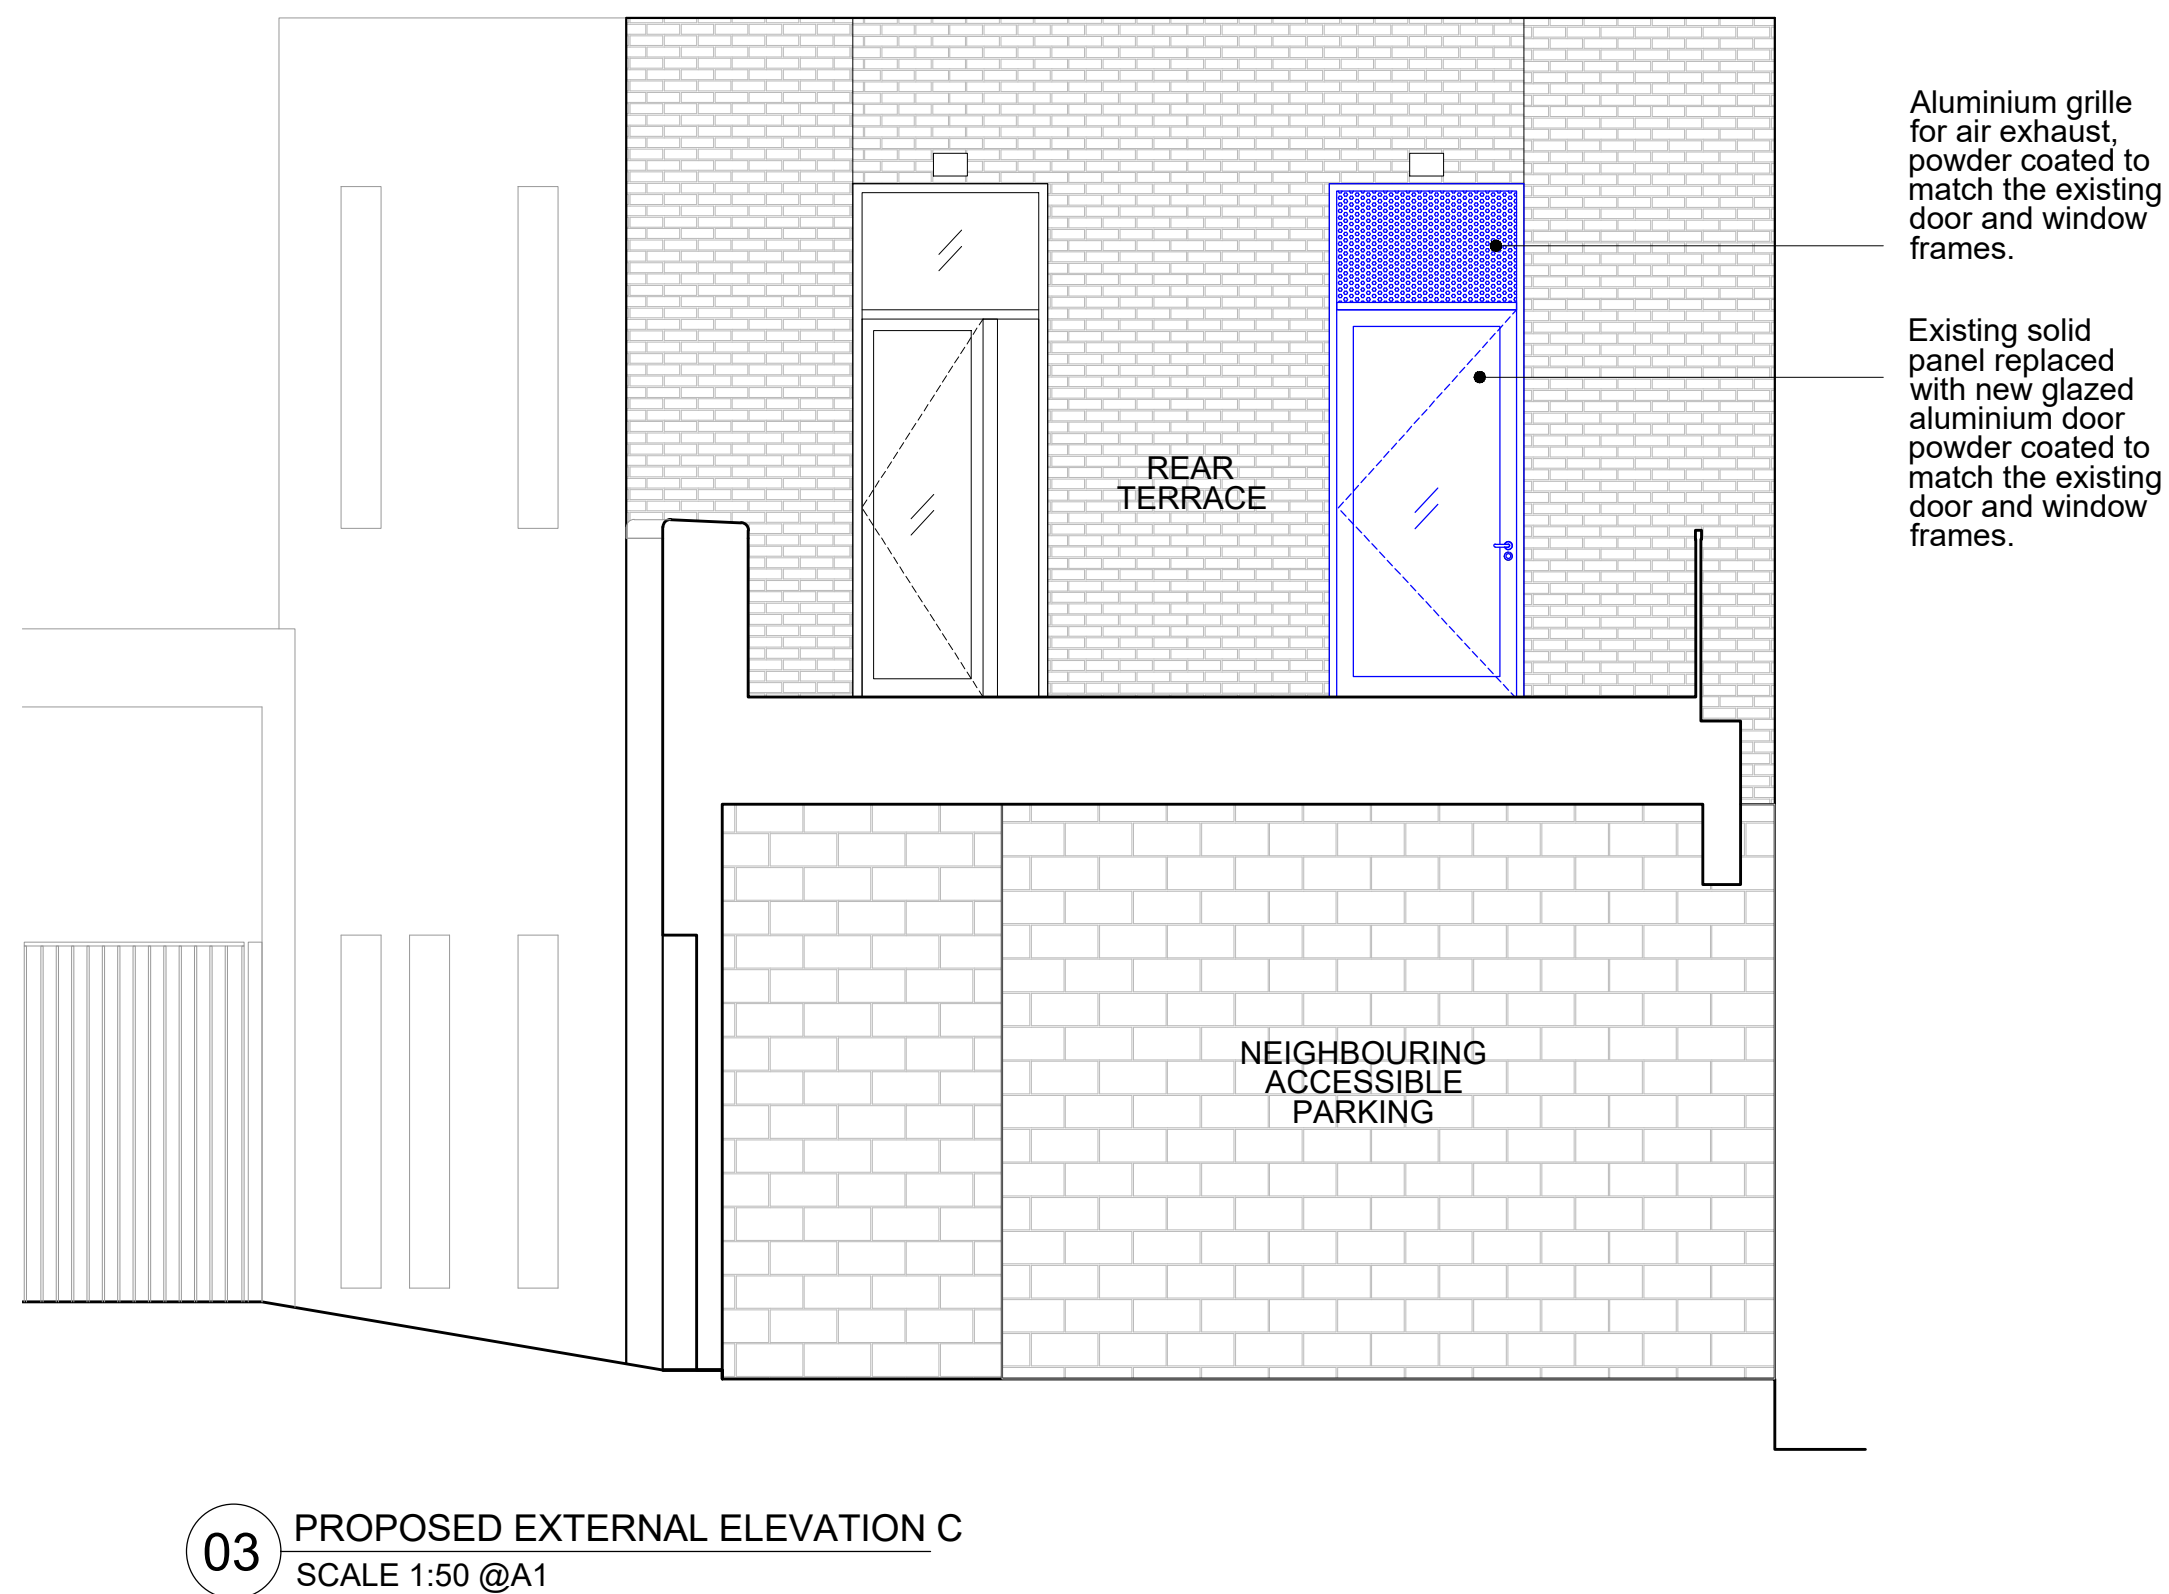 Aluminium grille
for air exhaust,
powder coated to
match the existing
door and window
frames.
Existing solid
panel replaced
with new glazed
aluminium door
powder coated to
match the existing
door and window
frames.
REAR
TERRACE
NEIGHBOURING
ACCESSIBLE
PARKING
03
PROPOSED EXTERNAL ELEVATION C
SCALE 1:50 @A1